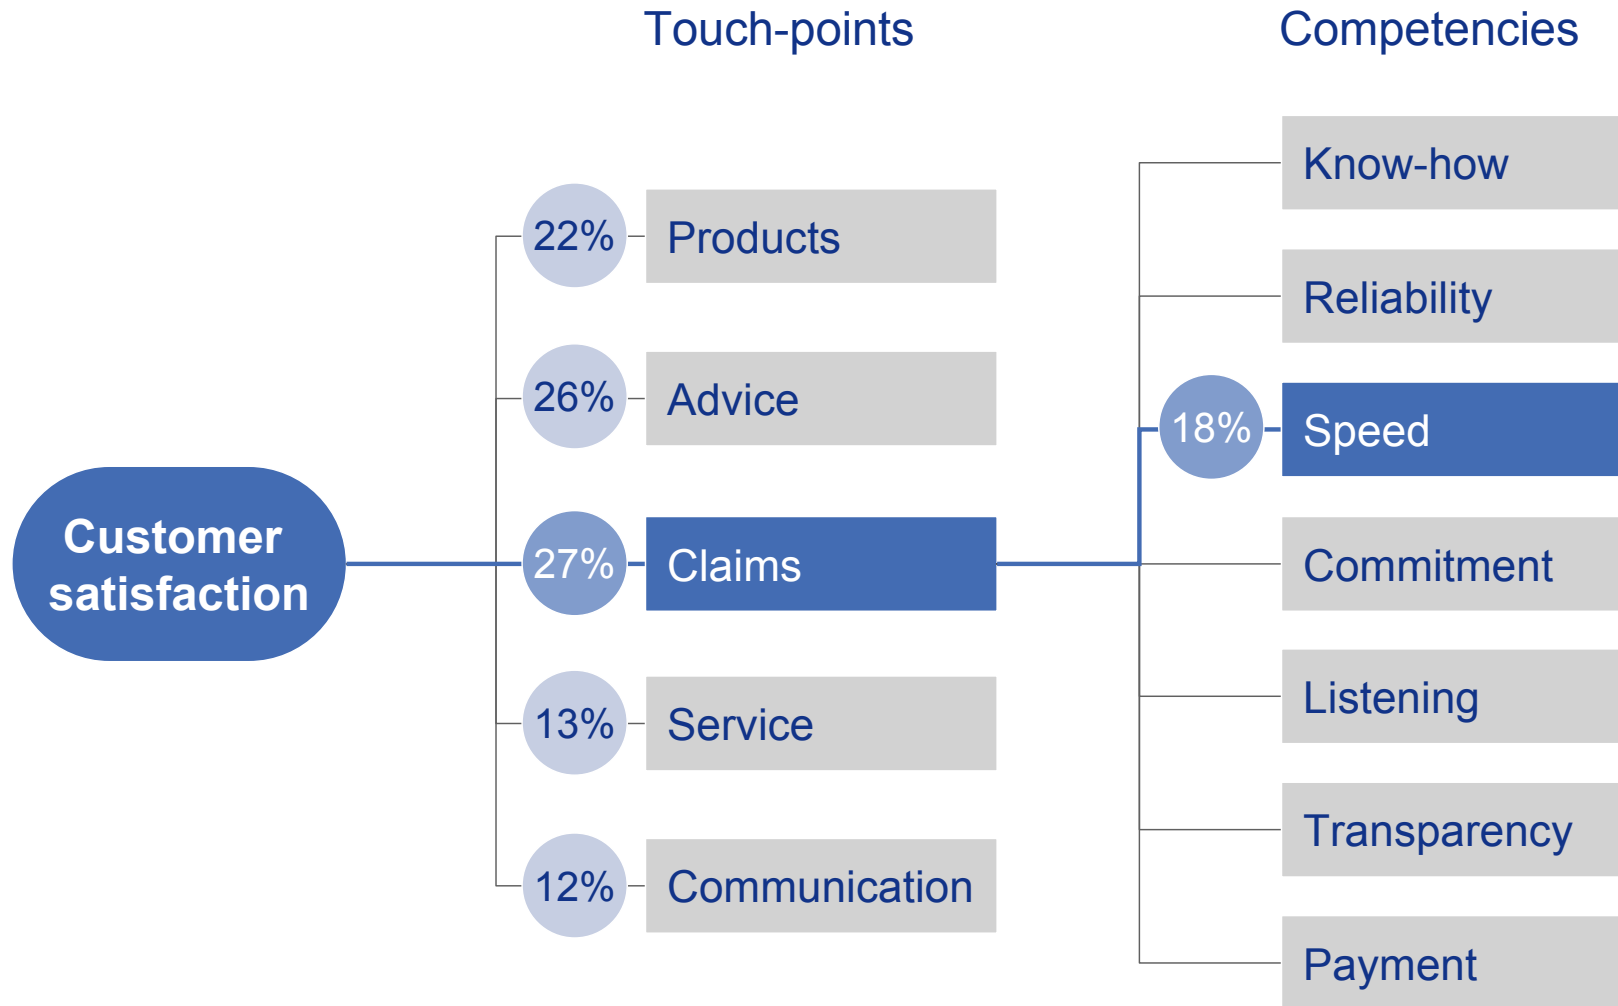 Touch-points
Competencies
Customer
satisfaction
22%
Products
26%
Advice
27%
Claims
13%
Service
12%
Communication
Know-how
Reliability
18%
Speed
Commitment
Listening
Transparency
Payment